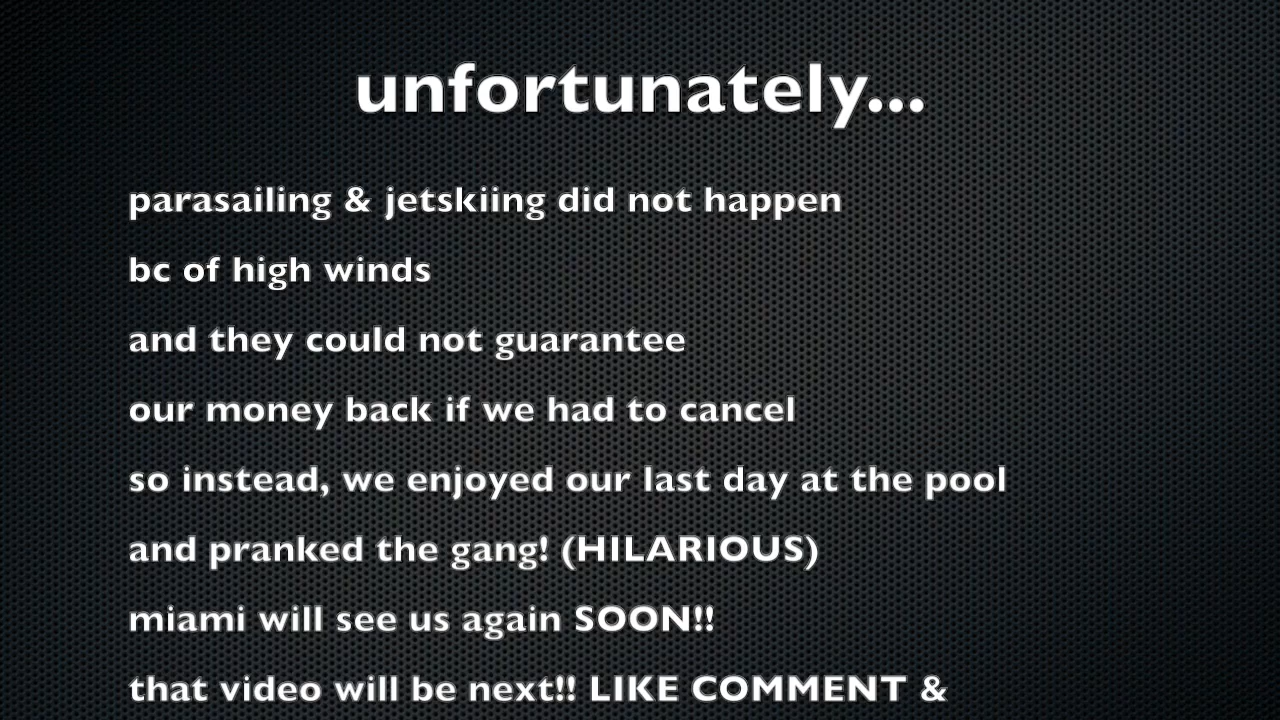 unfortunately...
parasailing & jetskiing did not happen
bc of high winds
and they could not guarantee
our money back if we had to cancel
so instead, we enjoyed our last day at the pool
and pranked the gang! (HILARIOUS)
miami will see us again SOON!!
that video will be next!! LIKE COMMENT &